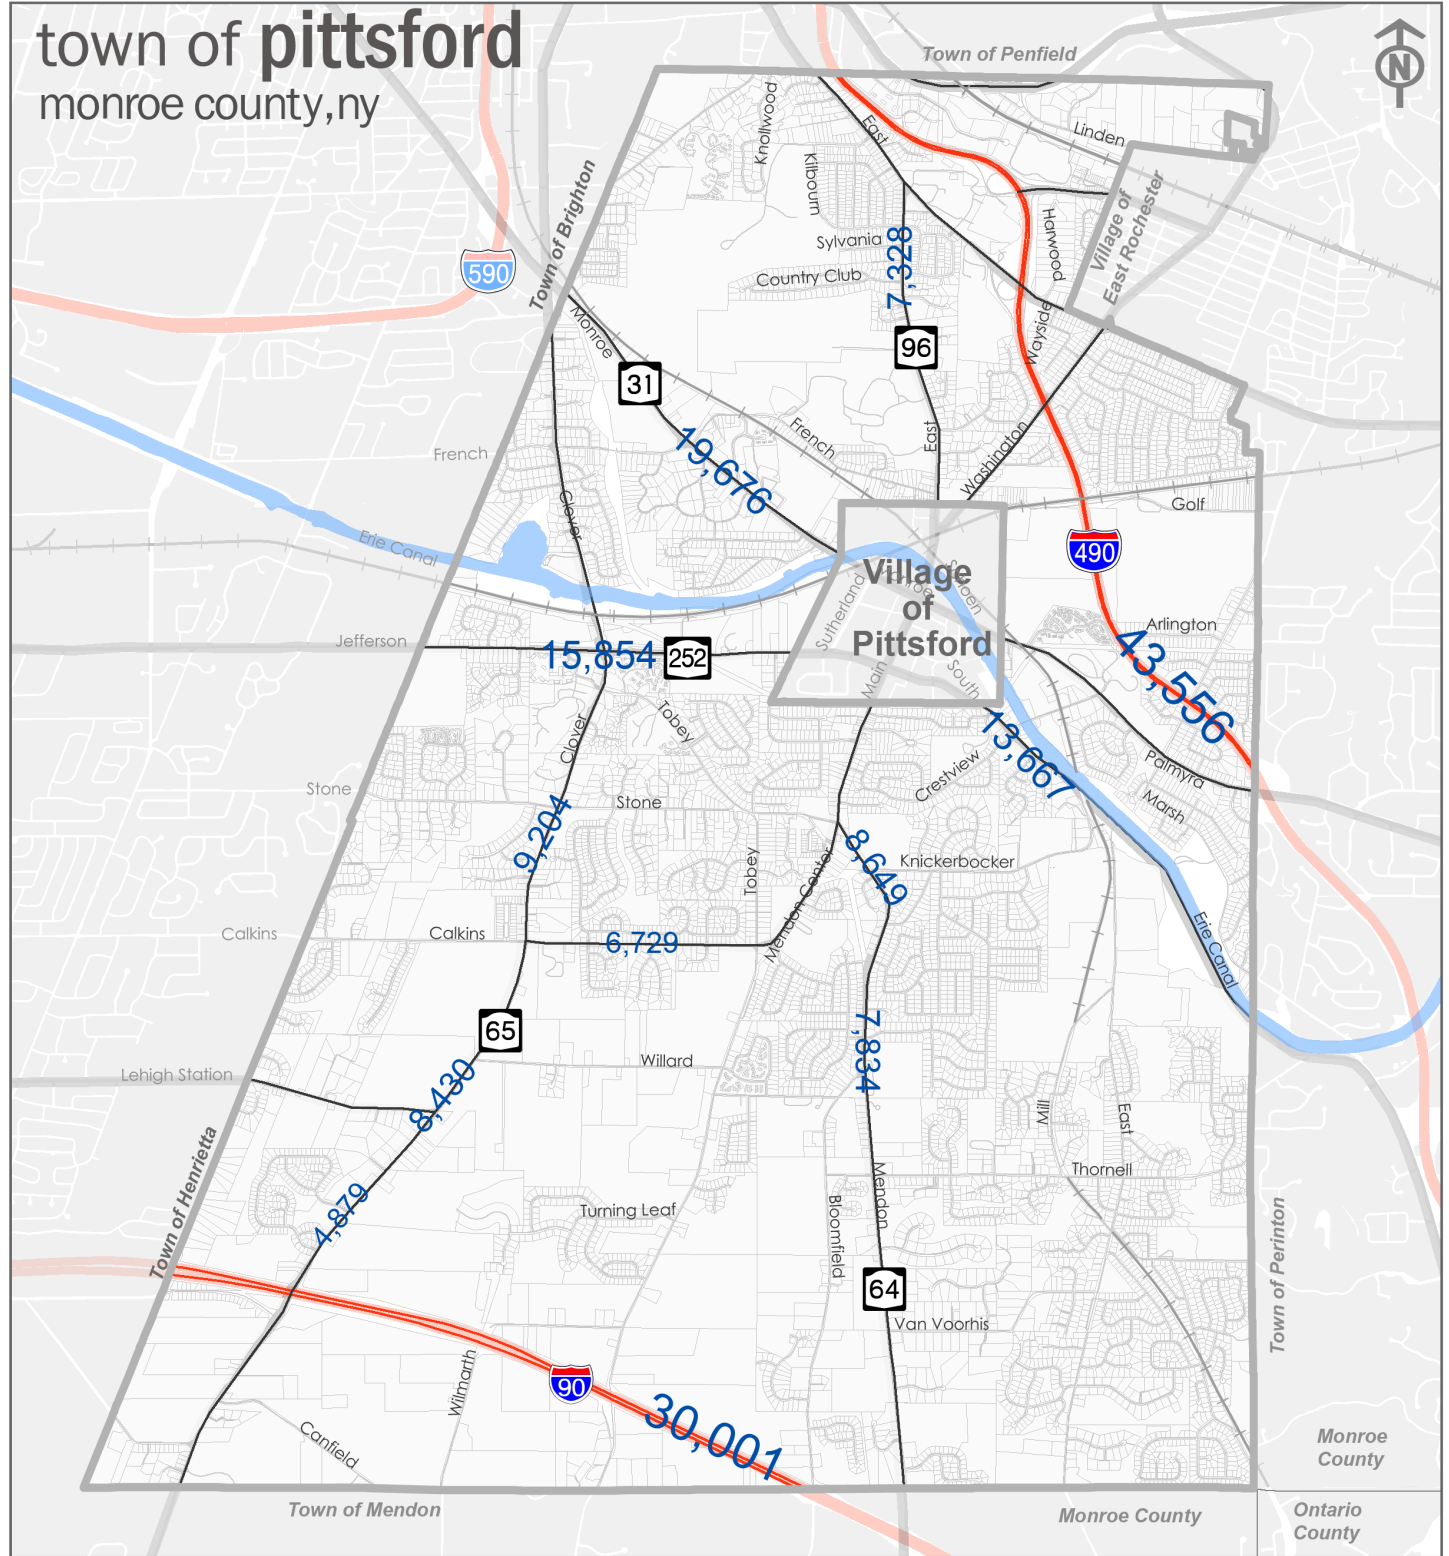 town of pittsford
monroe county,ny
N
Town of Penfield
Knollwood
East
Linden
Kilbourn
Town of Brighton
Village of
East Rochester
Harwood
Sylvania
7,328
Country Club
590
Monroe
Wayside
96
31
French
19,676
French
East
Washington
Clover
Golf
Erie Canal
490
Village
of
Pittsford
Sutherland
Arlington
Jefferson
15,854
252
43,556
Main
South
Tobey
Clover
13,667
Crestview
Palmyra
Marsh
Stone
Stone
9,204
8,649
Knickerbocker
Tobey
Mendon Center
Calkins
Calkins
6,729
Erie Canal
65
7,834
Willard
Lehigh Station
8,430
Mill
East
Town of Henrietta
Thornell
4,879
Mendon
Bloomfield
Turning Leaf
Town of Perinton
64
Van Voorhis
Wilmarth
90
30,001
Canfield
Monroe
County
Town of Mendon
Monroe County
Ontario
County